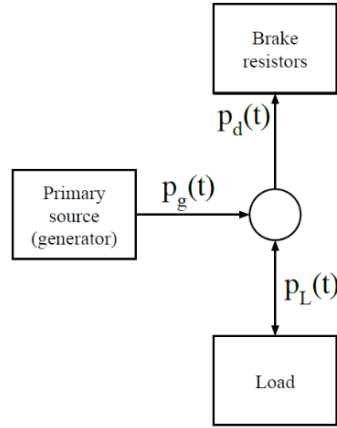 Brake
resistors
p_d(t)
Primary
source
(generator)
p_g(t)
p_L(t)
Load